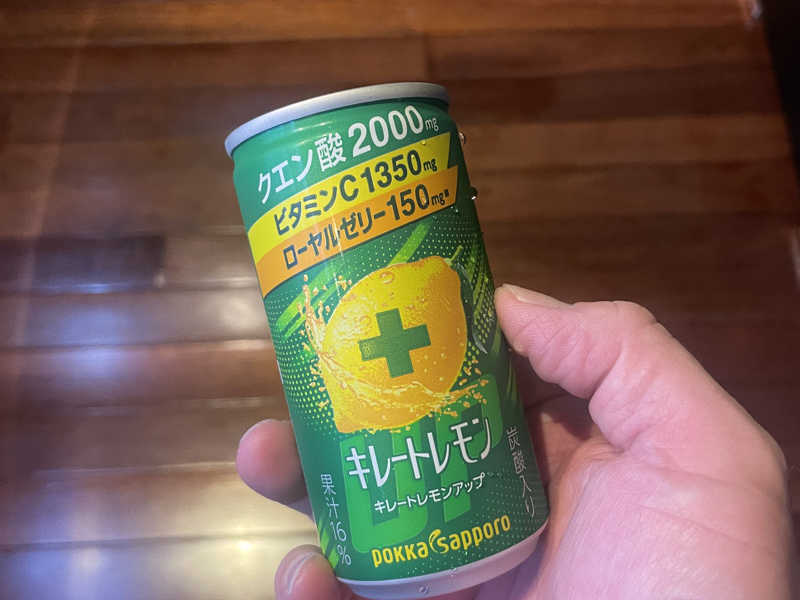 クエン酸2000mg
ビタミンC1350mg
ローヤルゼリー150mg※
UP
キレートレモン
キレートレモンアップ
炭酸入り
果汁16%
pokka sapporo